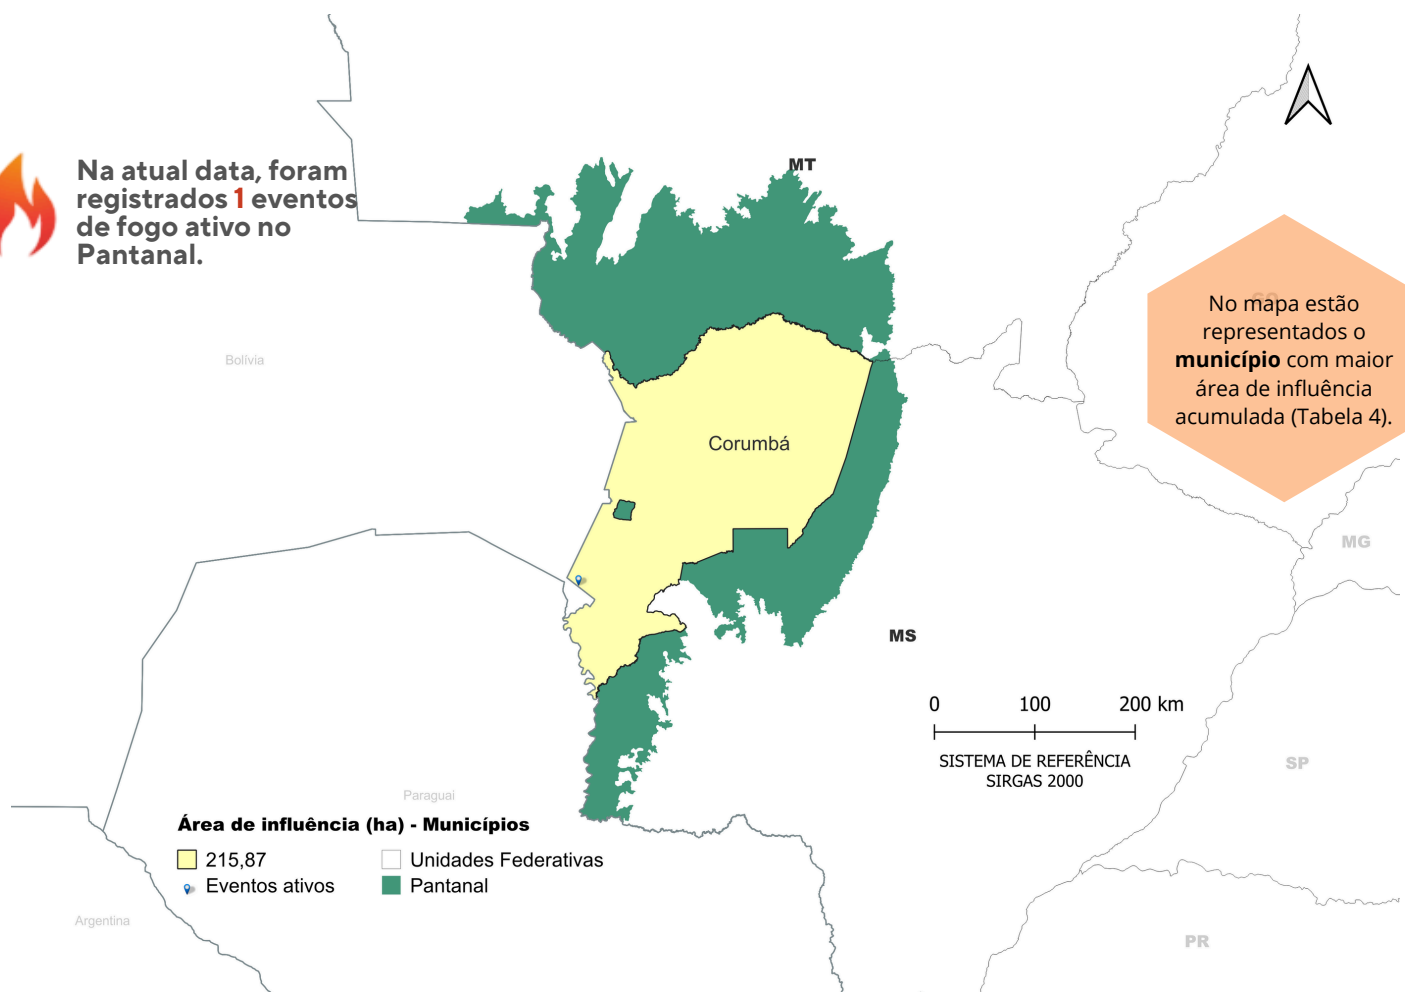 MT
Na atual data, foram
registrados 1 eventos
de fogo ativo no
Pantanal.
GO
No mapa estão
representados o
município com maior
área de influência
acumulada (Tabela 4).
Bolívia
Corumbá
MG
MS
0 100 200 km
SISTEMA DE REFERÊNCIA
SIRGAS 2000
SP
Paraguai
Área de influência (ha) - Municípios
215,87 Unidades Federativas
Eventos ativos Pantanal
Argentina
PR